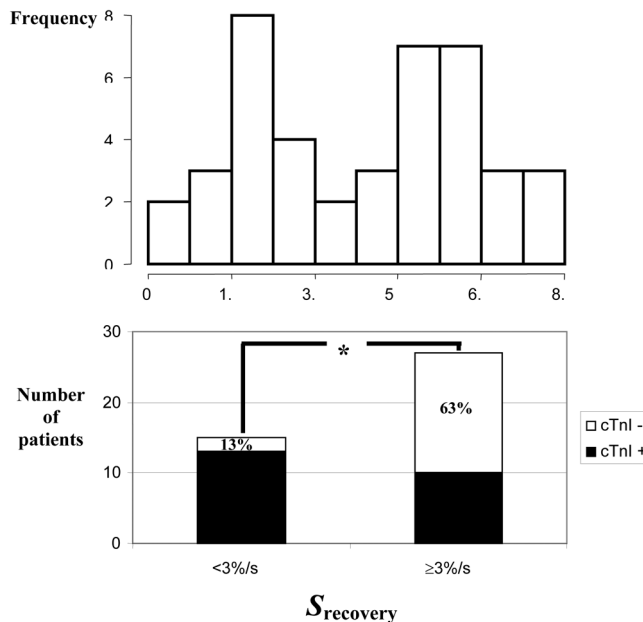 Frequency
8
6
4
2
0
0 1. 3. 5 6. 8.
30
20
10
0
Number
of
patients
*
13%
63%
cTnI -
cTnI +
<3%/s ≥3%/s
Srecovery